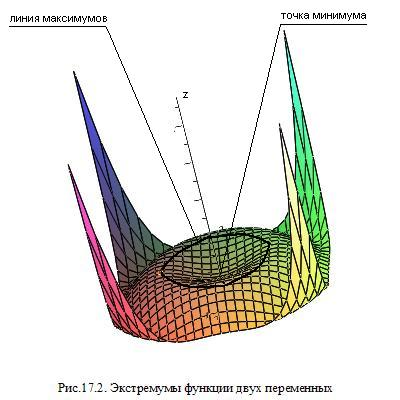 линия максимумов
точка минимума
z
Рис.17.2. Экстремумы функции двух переменных